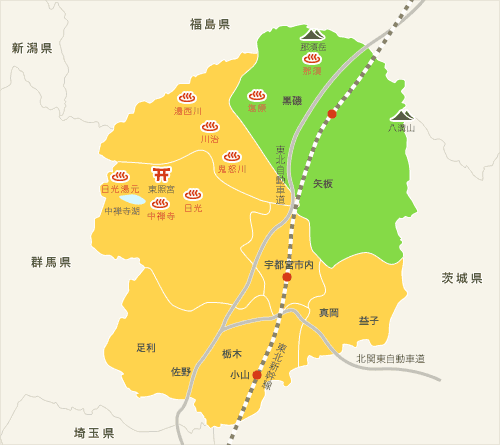 福島県
新潟県
那須岳
那須
湯西川
塩原
黒磯
八溝山
川治
東北自動車道
鬼怒川
矢板
日光湯元
東照宮
日光
中禅寺湖
中禅寺
群馬県
宇都宮市内
茨城県
真岡
益子
足利
栃木
東北新幹線
北関東自動車道
佐野
小山
埼玉県